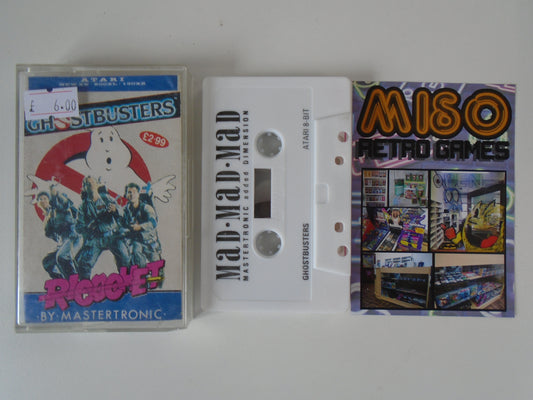 ATARI
£ 6.00
GHOSTBUSTERS
£2·99
RICOCHET
·BY·MASTERTRONIC·
MaD·MaD·MaD
MASTERTRONIC added DIMENSION
ATARI 8-BIT
GHOSTBUSTERS
MISO
RETRO GAMES